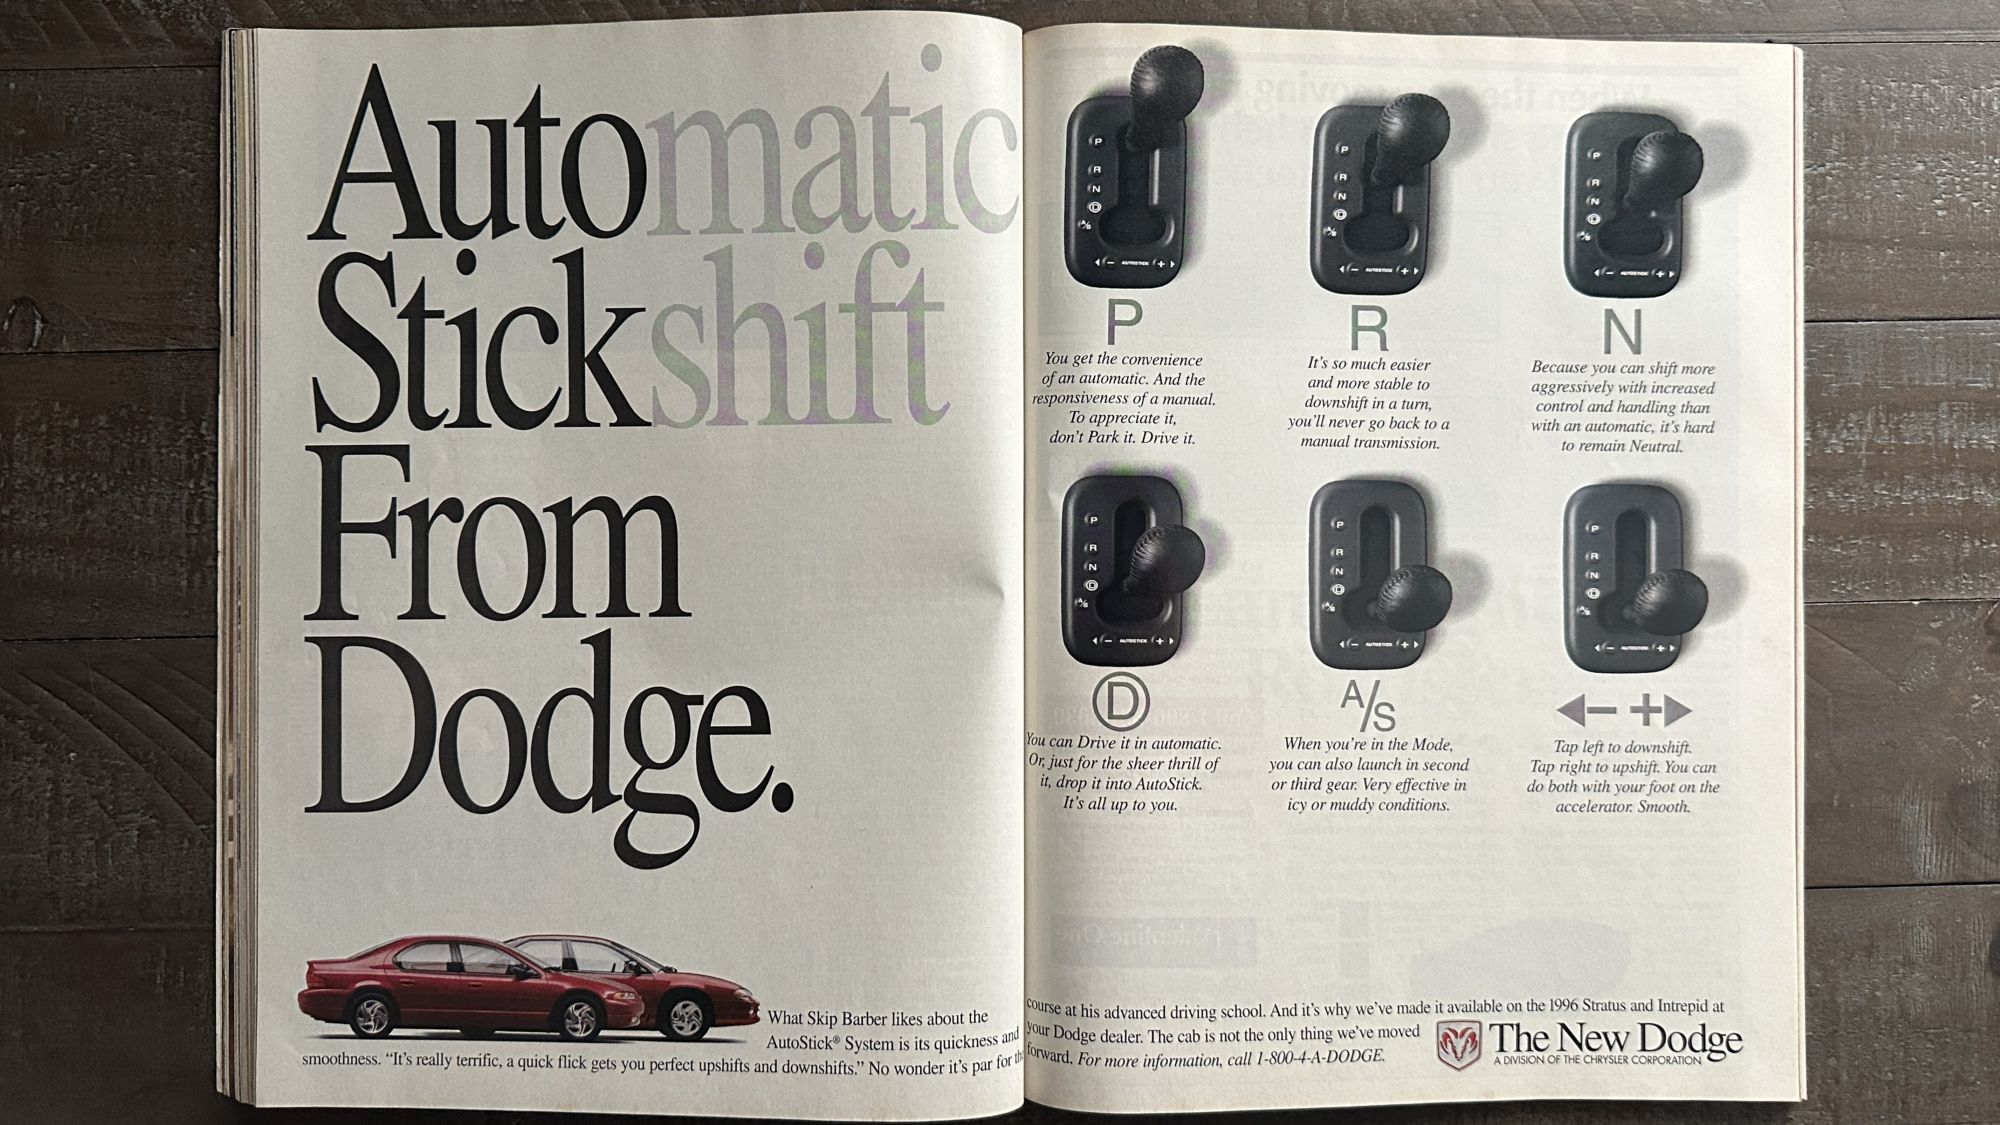 Automatic
Stickshift
From
Dodge.
What Skip Barber likes about the
AutoStick® System is its quickness and
smoothness. “It's really terrific, a quick flick gets you perfect upshifts and downshifts.” No wonder it's par for the
P
R
N
D
A/S
- AUTOSTICK +
P
You get the convenience
of an automatic. And the
responsiveness of a manual.
To appreciate it,
don't Park it. Drive it.
P
R
N
D
A/S
- AUTOSTICK +
R
It's so much easier
and more stable to
downshift in a turn,
you'll never go back to a
manual transmission.
P
R
N
D
A/S
- AUTOSTICK +
N
Because you can shift more
aggressively with increased
control and handling than
with an automatic, it's hard
to remain Neutral.
P
R
N
D
A/S
- AUTOSTICK +
D
You can Drive it in automatic.
Or, just for the sheer thrill of
it, drop it into AutoStick.
It's all up to you.
P
R
N
D
A/S
- AUTOSTICK +
A/S
When you're in the Mode,
you can also launch in second
or third gear. Very effective in
icy or muddy conditions.
P
R
N
D
A/S
- AUTOSTICK +
- +
Tap left to downshift.
Tap right to upshift. You can
do both with your foot on the
accelerator. Smooth.
course at his advanced driving school. And it's why we've made it available on the 1996 Stratus and Intrepid at
your Dodge dealer. The cab is not the only thing we've moved
forward. For more information, call 1-800-4-A-DODGE.
The New Dodge
A DIVISION OF THE CHRYSLER CORPORATION